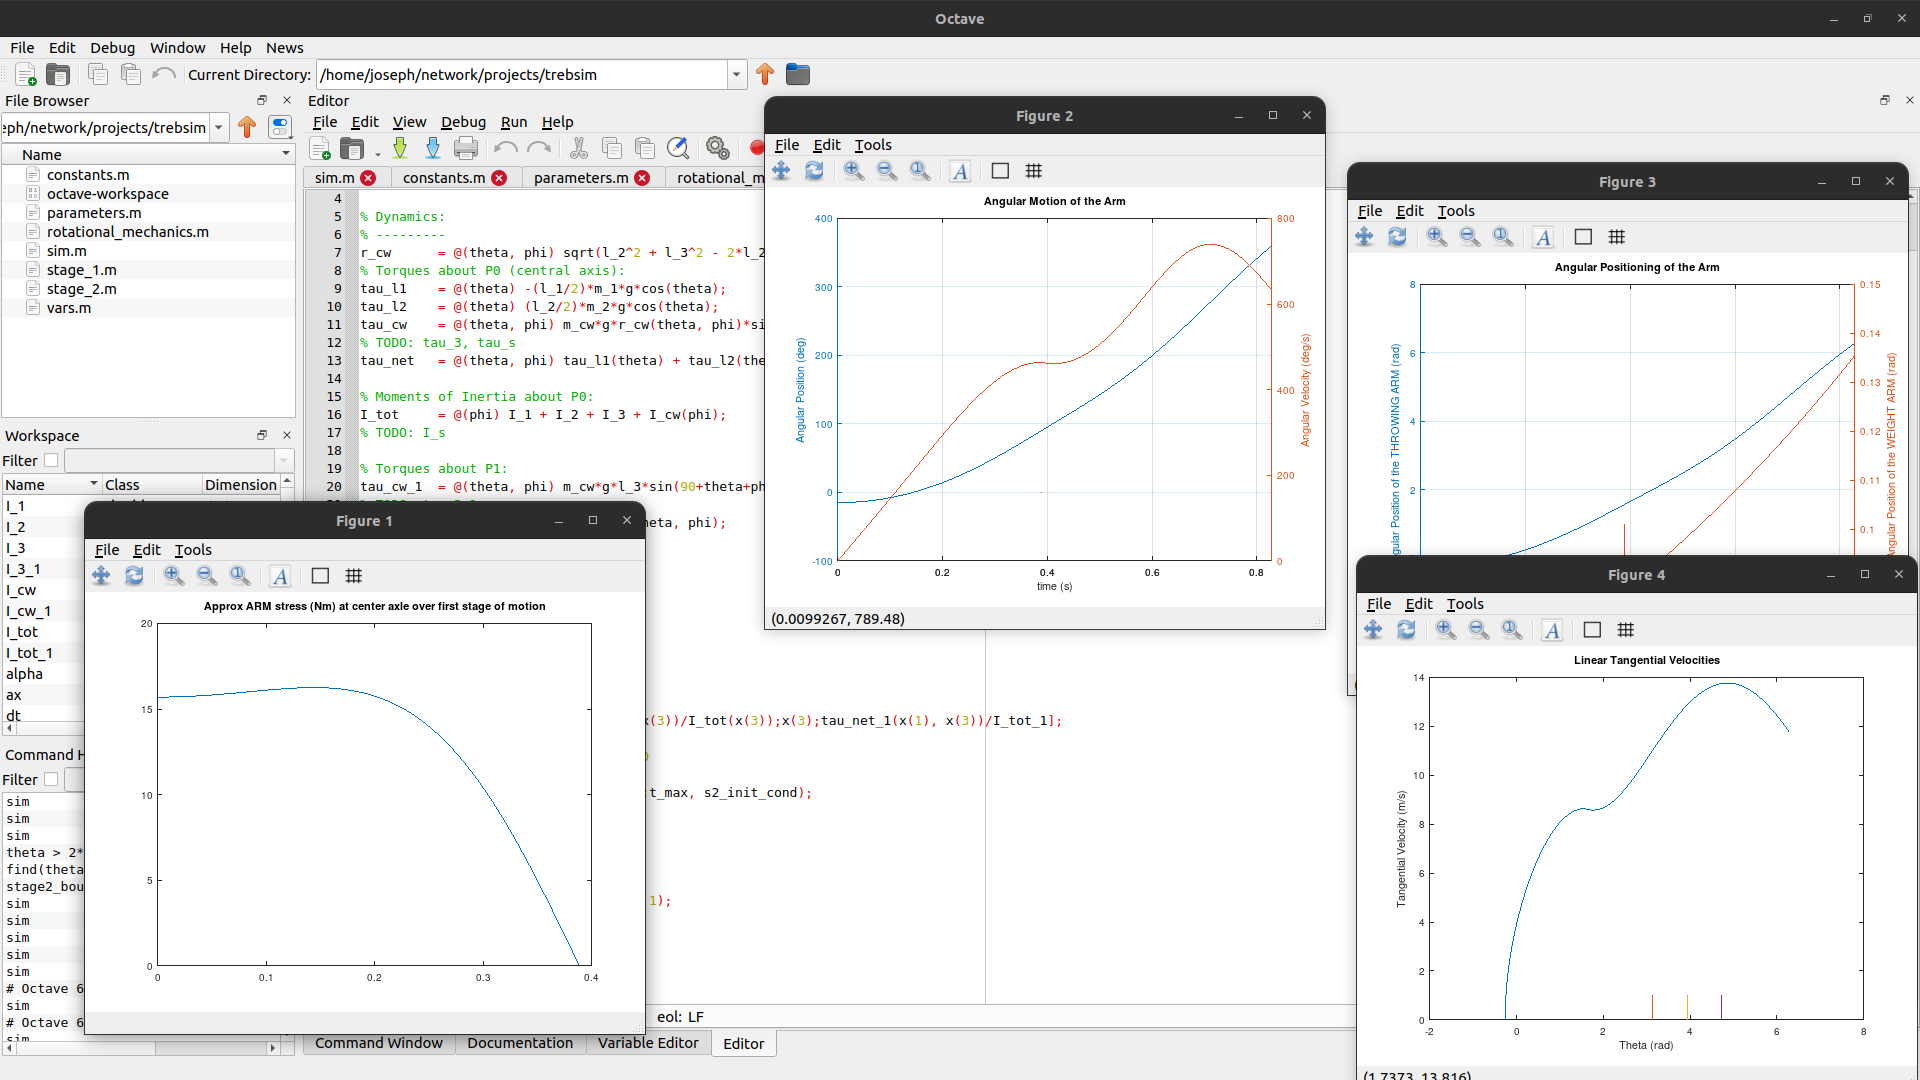 Octave
File Edit Debug Window Help News
Current Directory: /home/joseph/network/projects/trebsim
File Browser
eph/network/projects/trebsim
Name
constants.m
octave-workspace
parameters.m
rotational_mechanics.m
sim.m
stage_1.m
stage_2.m
vars.m
Workspace
Filter
Name Class Dimension
I_1
I_2
I_3
I_3_1
I_cw
I_cw_1
I_tot
I_tot_1
alpha
ax
dt
Command H
Filter
sim
sim
sim
theta > 2*
find(theta
stage2_bou
sim
sim
sim
sim
sim
# Octave 6
sim
# Octave 6
sim
Editor
File Edit View Debug Run Help
sim.m constants.m parameters.m rotational_m
4
5 % Dynamics:
6 % ---------
7 r_cw = @(theta, phi) sqrt(l_2^2 + l_3^2 - 2*l_2
8 % Torques about P0 (central axis):
9 tau_l1 = @(theta) -(l_1/2)*m_1*g*cos(theta);
10 tau_l2 = @(theta) (l_2/2)*m_2*g*cos(theta);
11 tau_cw = @(theta, phi) m_cw*g*r_cw(theta, phi)*si
12 % TODO: tau_3, tau_s
13 tau_net = @(theta, phi) tau_l1(theta) + tau_l2(the
14
15 % Moments of Inertia about P0:
16 I_tot = @(phi) I_1 + I_2 + I_3 + I_cw(phi);
17 % TODO: I_s
18
19 % Torques about P1:
20 tau_cw_1 = @(theta, phi) m_cw*g*l_3*sin(90+theta+ph
eta, phi);
x(3))/I_tot(x(3));x(3);tau_net_1(x(1), x(3))/I_tot_1];
)
t_max, s2_init_cond);
1);
eol: LF
Command Window Documentation Variable Editor Editor
Figure 1
File Edit Tools
Approx ARM stress (Nm) at center axle over first stage of motion
20
15
10
5
0
0 0.1 0.2 0.3 0.4
Figure 2
File Edit Tools
Angular Motion of the Arm
Angular Position (deg)
400
300
200
100
0
-100
Angular Velocity (deg/s)
800
600
400
200
0
0 0.2 0.4 0.6 0.8
time (s)
(0.0099267, 789.48)
Figure 3
File Edit Tools
Angular Positioning of the Arm
gular Position of the THROWING ARM (rad)
8
6
4
2
Angular Position of the WEIGHT ARM (rad)
0.15
0.14
0.13
0.12
0.11
0.1
Figure 4
File Edit Tools
Linear Tangential Velocities
Tangential Velocity (m/s)
14
12
10
8
6
4
2
0
-2 0 2 4 6 8
Theta (rad)
(1.7373, 13.816)